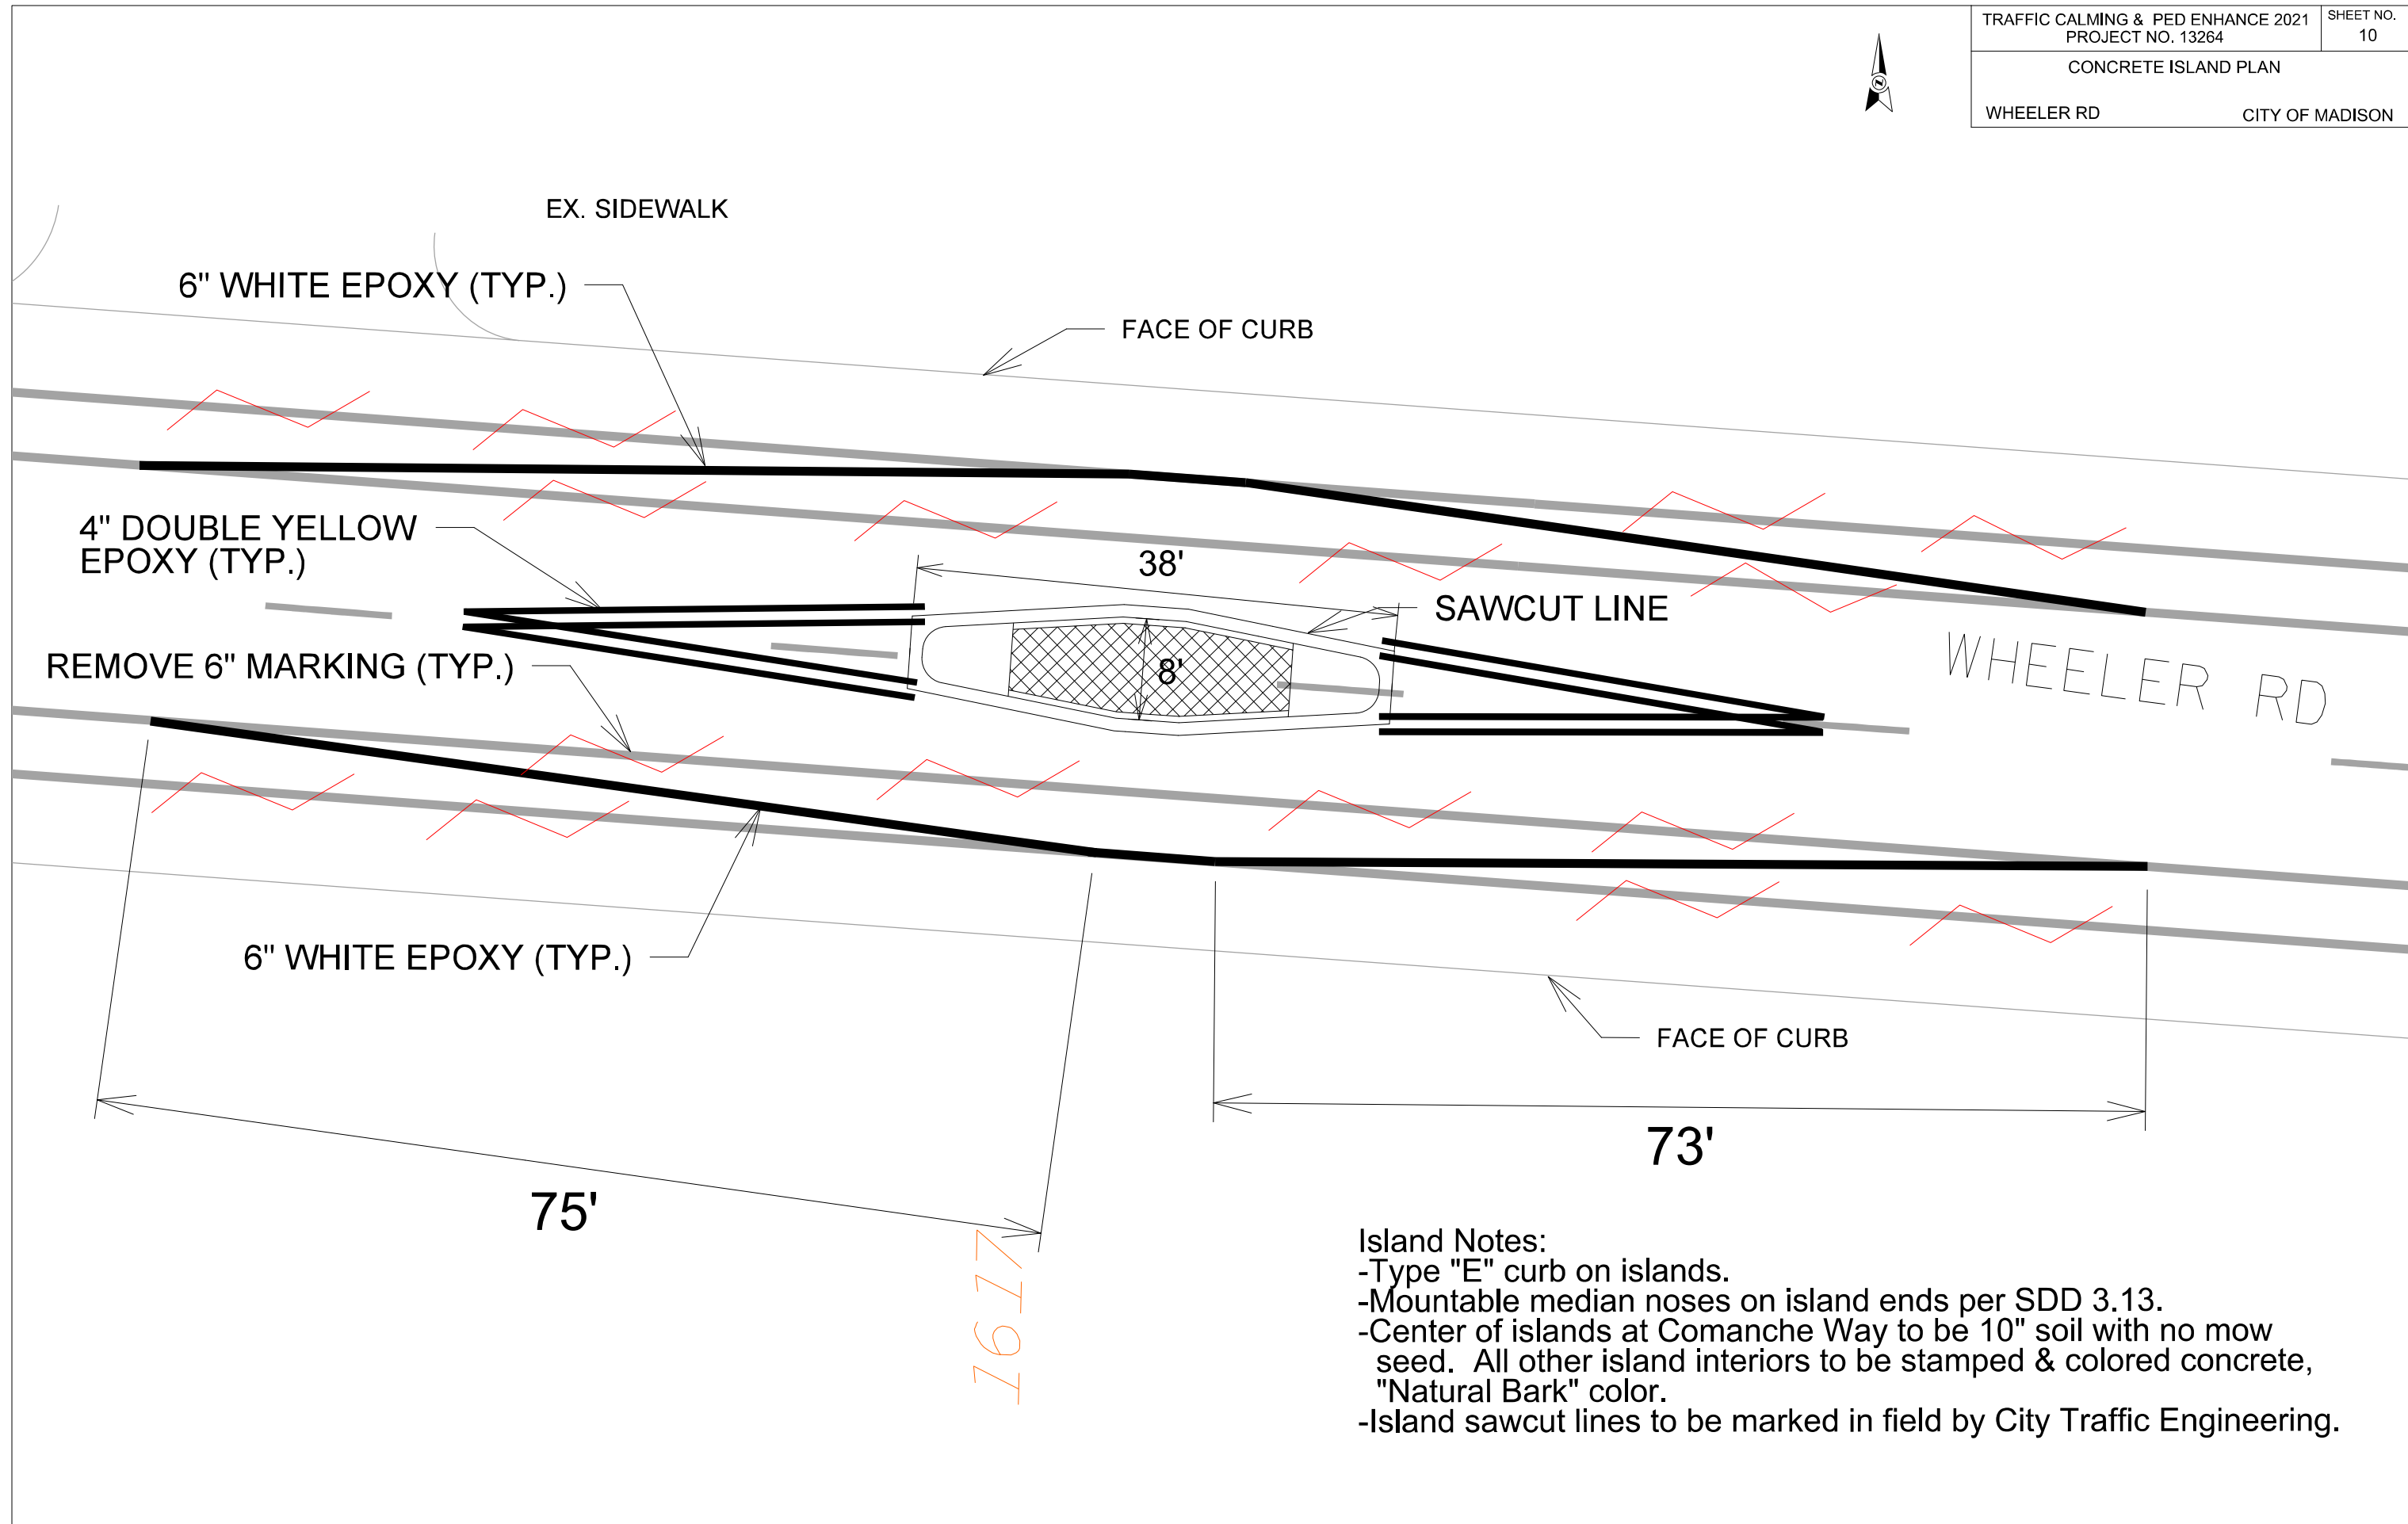 TRAFFIC CALMING & PED ENHANCE 2021
PROJECT NO. 13264
SHEET NO.
10
CONCRETE ISLAND PLAN
WHEELER RD
CITY OF MADISON
N
EX. SIDEWALK
6" WHITE EPOXY (TYP.)
FACE OF CURB
4" DOUBLE YELLOW
EPOXY (TYP.)
38'
SAWCUT LINE
REMOVE 6" MARKING (TYP.)
8'
WHEELER RD
6" WHITE EPOXY (TYP.)
FACE OF CURB
73'
75'
Island Notes:
-Type "E" curb on islands.
-Mountable median noses on island ends per SDD 3.13.
-Center of islands at Comanche Way to be 10" soil with no mow
seed. All other island interiors to be stamped & colored concrete,
"Natural Bark" color.
-Island sawcut lines to be marked in field by City Traffic Engineering.